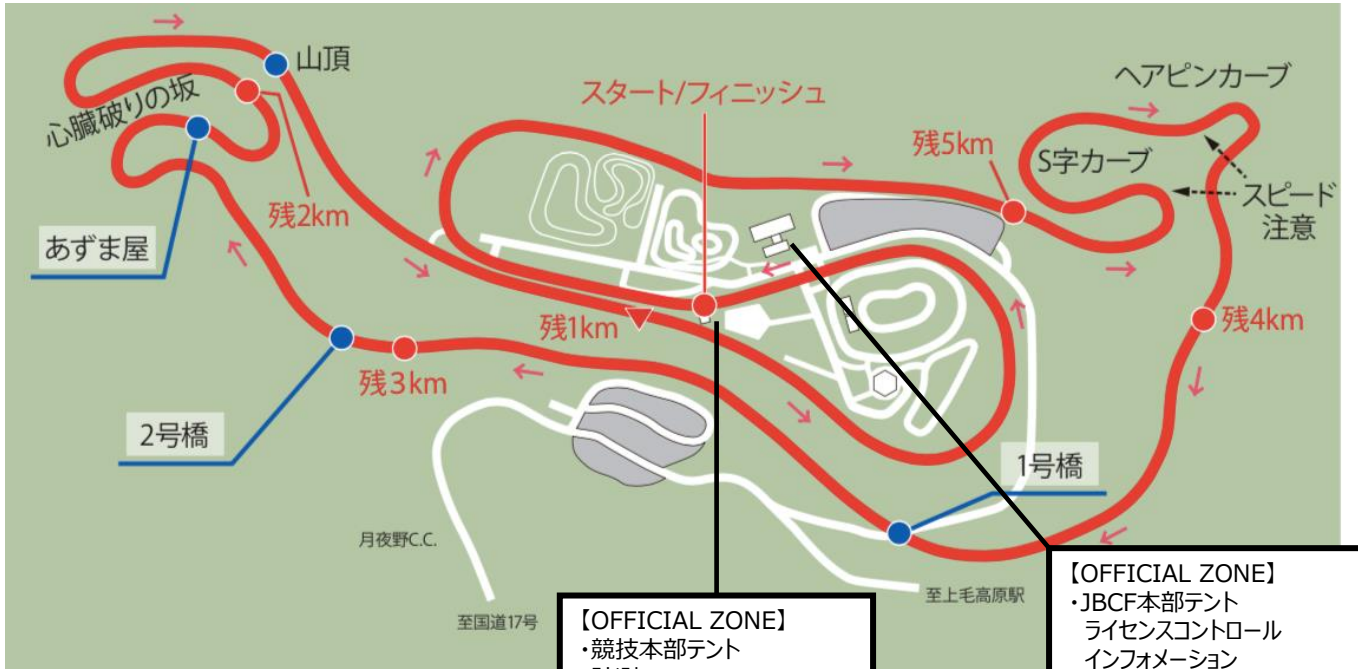 山頂
心臓破りの坂
スタート/フィニッシュ
ヘアピンカーブ
残5km
S字カーブ
スピード
注意
残2km
あずま屋
残1km
残4km
残3km
2号橋
1号橋
月夜野C.C.
至国道17号
至上毛高原駅
【OFFICIAL ZONE】
・競技本部テント
【OFFICIAL ZONE】
・JBCF本部テント
ライセンスコントロール
インフォメーション